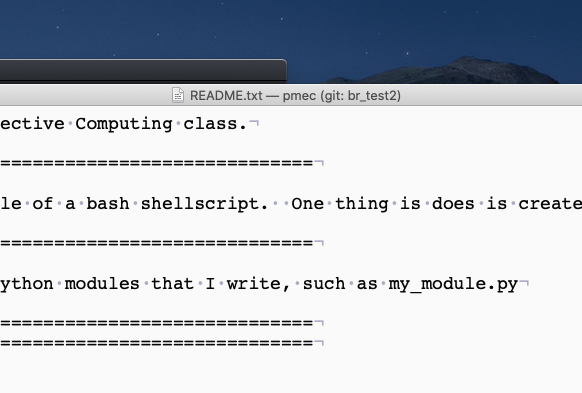 README.txt — pmec (git: br_test2)
ective Computing class.¬
=============================¬
le of a bash shellscript.  One thing is does is create
=============================¬
ython modules that I write, such as my_module.py¬
=============================¬
=============================¬